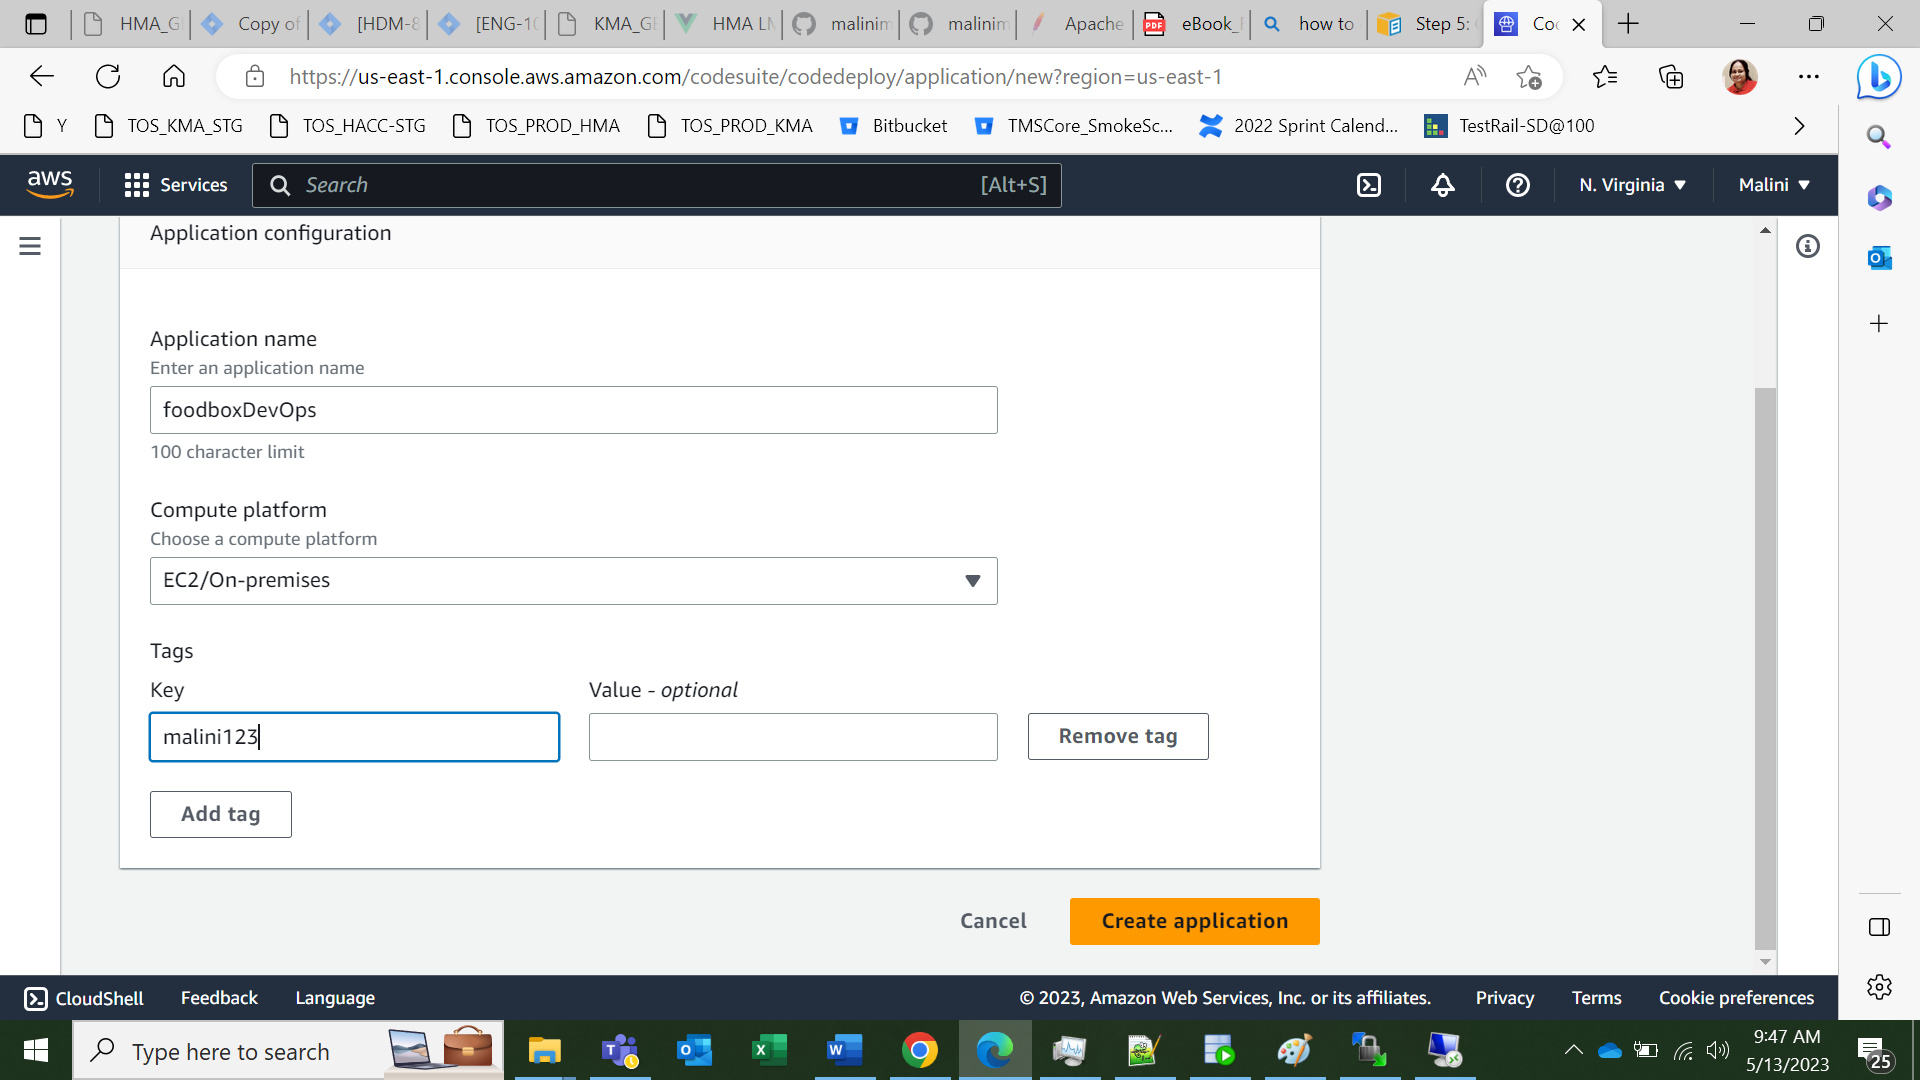 HMA_G
Copy of
[HDM-8
[ENG-10
KMA_G
HMA LM
malinim
malinim
Apache
PDF
eBook_
how to
Step 5:
Co
https://us-east-1.console.aws.amazon.com/codesuite/codedeploy/application/new?region=us-east-1
Y
TOS_KMA_STG
TOS_HACC-STG
TOS_PROD_HMA
TOS_PROD_KMA
Bitbucket
TMSCore_SmokeSc...
2022 Sprint Calend...
TestRail-SD@100
aws
Services
Search
[Alt+S]
N. Virginia
Malini
Application configuration
Application name
Enter an application name
foodboxDevOps
100 character limit
Compute platform
Choose a compute platform
EC2/On-premises
Tags
Key
Value - optional
malini123
Remove tag
Add tag
Cancel
Create application
CloudShell
Feedback
Language
© 2023, Amazon Web Services, Inc. or its affiliates.
Privacy
Terms
Cookie preferences
Type here to search
9:47 AM
5/13/2023
25